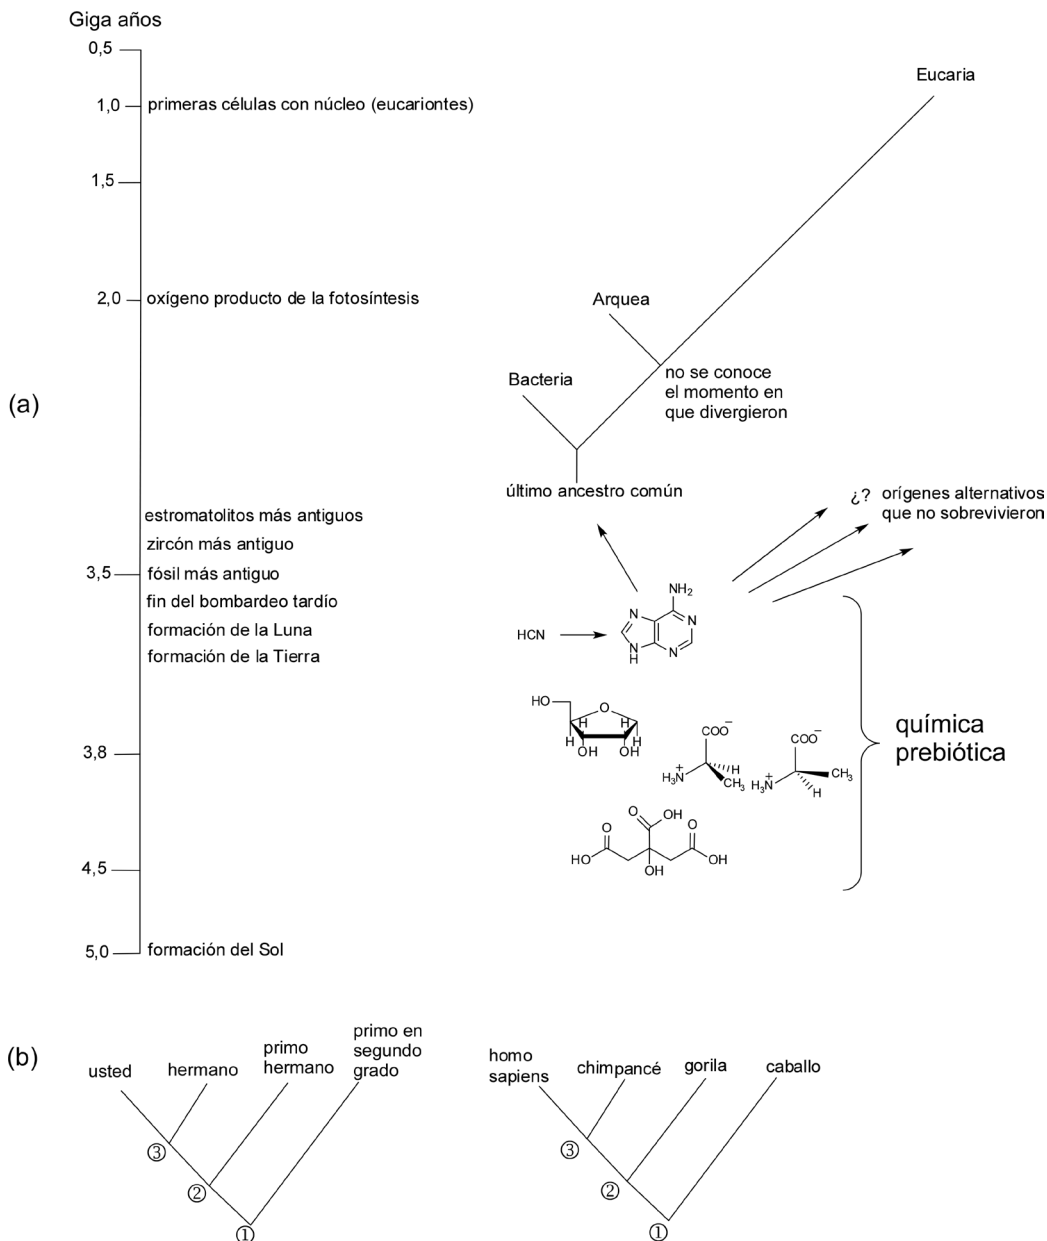 Giga años
0,5
1,0
primeras células con núcleo (eucariontes)
1,5
2,0
oxígeno producto de la fotosíntesis
(a)
estromatolitos más antiguos
zircón más antiguo
3,5
fósil más antiguo
fin del bombardeo tardío
formación de la Luna
formación de la Tierra
3,8
4,5
5,0
formación del Sol
Eucaria
Arquea
no se conoce
el momento en
que divergieron
Bacteria
último ancestro común
¿? orígenes alternativos
que no sobrevivieron
HCN
NH2
N
N
N
N
H
HO
O
H
H
H
H
OH
OH
COO−
H
H3N+
CH3
COO−
H3N+
CH3
H
O
OH
O
O
HO
OH
OH
química
prebiótica
(b)
usted
hermano
primo
hermano
primo en
segundo
grado
③
②
①
homo
sapiens
chimpancé
gorila
caballo
③
②
①